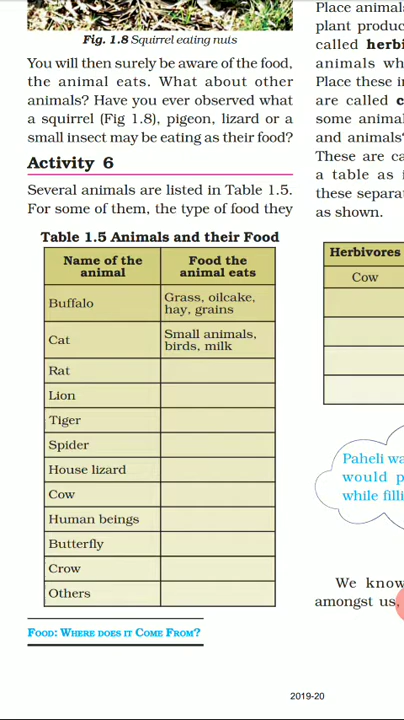 Fig. 1.8 Squirrel eating nuts
You will then surely be aware of the food,
the animal eats. What about other
animals? Have you ever observed what
a squirrel (Fig 1.8), pigeon, lizard or a
small insect may be eating as their food?
Activity 6
Several animals are listed in Table 1.5.
For some of them, the type of food they
Table 1.5 Animals and their Food
Name of the animal Food the animal eats
Buffalo Grass, oilcake, hay, grains
Cat Small animals, birds, milk
Rat
Lion
Tiger
Spider
House lizard
Cow
Human beings
Butterfly
Crow
Others
FOOD: WHERE DOES IT COME FROM?
Place animal
plant produc
called herbi
animals wh
Place these i
are called c
some anima
and animals?
These are ca
a table as i
these separat
as shown.
Herbivores
Cow
Paheli wa
would p
while filli
We know
amongst us,
2019-20